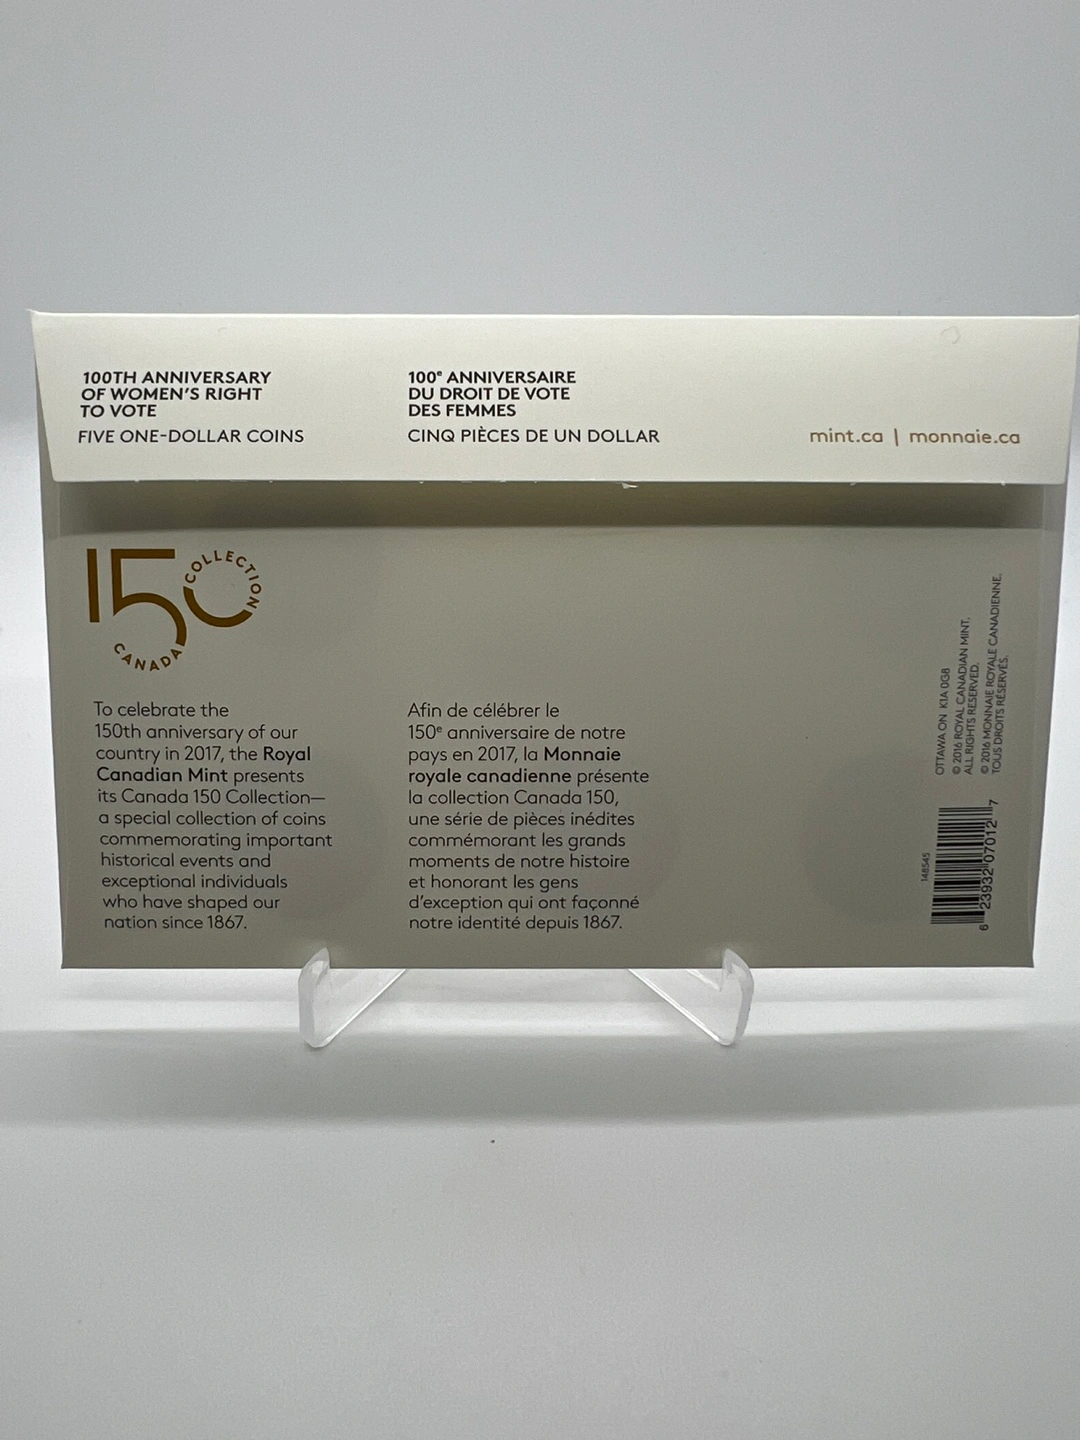 100TH ANNIVERSARY
OF WOMEN'S RIGHT
TO VOTE
FIVE ONE-DOLLAR COINS
100e ANNIVERSAIRE
DU DROIT DE VOTE
DES FEMMES
CINQ PIÈCES DE UN DOLLAR
mint.ca | monnaie.ca
150
COLLECTION
CANADA
To celebrate the
150th anniversary of our
country in 2017, the Royal
Canadian Mint presents
its Canada 150 Collection—
a special collection of coins
commemorating important
historical events and
exceptional individuals
who have shaped our
nation since 1867.
Afin de célébrer le
150e anniversaire de notre
pays en 2017, la Monnaie
royale canadienne présente
la collection Canada 150,
une série de pièces inédites
commémorant les grands
moments de notre histoire
et honorant les gens
d'exception qui ont façonné
notre identité depuis 1867.
OTTAWA ON K1A 0G8
© 2016 ROYAL CANADIAN MINT.
ALL RIGHTS RESERVED.
© 2016 MONNAIE ROYALE CANADIENNE.
TOUS DROITS RÉSERVÉS.
148545
6 23932 07012 7